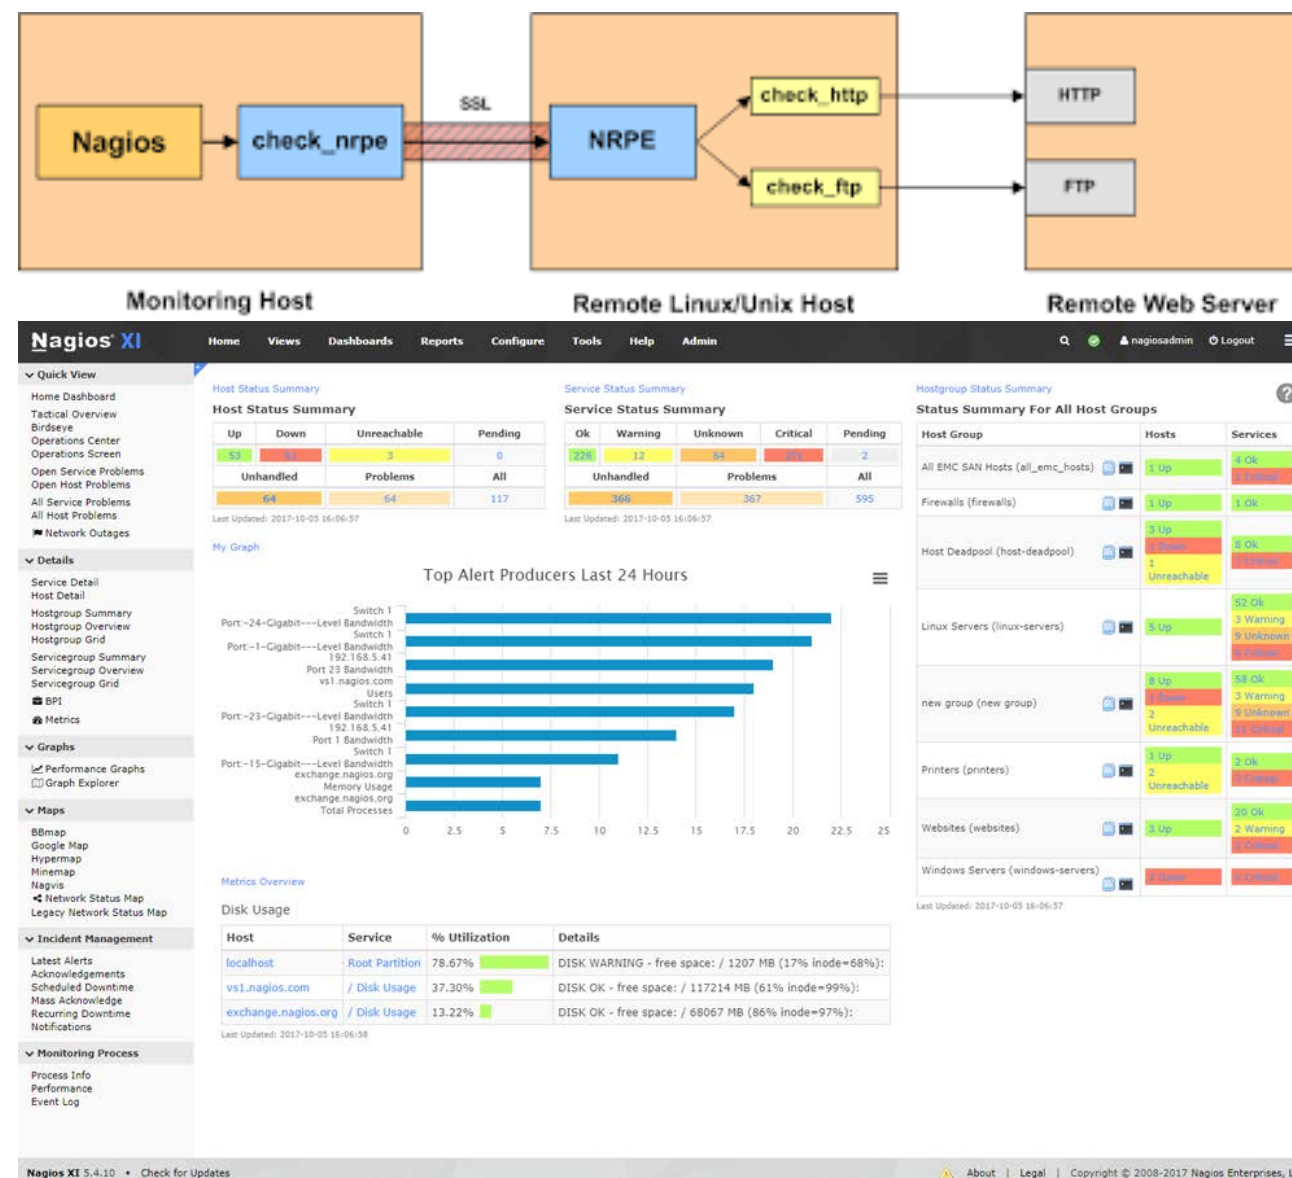 SSL
Nagios
check_nrpe
NRPE
check_http
check_ftp
HTTP
FTP
Monitoring Host
Remote Linux/Unix Host
Remote Web Server
Nagios XI
Home Views Dashboards Reports Configure Tools Help Admin
nagiosadmin Logout
Quick View
Home Dashboard
Tactical Overview
Birdseye
Operations Center
Operations Screen
Open Service Problems
Open Host Problems
All Service Problems
All Host Problems
Network Outages
Details
Service Detail
Host Detail
Hostgroup Summary
Hostgroup Overview
Hostgroup Grid
Servicegroup Summary
Servicegroup Overview
Servicegroup Grid
BPI
Metrics
Graphs
Performance Graphs
Graph Explorer
Maps
BBmap
Google Map
Hypermap
Minemap
Nagvis
Network Status Map
Legacy Network Status Map
Incident Management
Latest Alerts
Acknowledgements
Scheduled Downtime
Mass Acknowledge
Recurring Downtime
Notifications
Monitoring Process
Process Info
Performance
Event Log
Host Status Summary
Host Status Summary
Up Down Unreachable Pending
53 3 0
Unhandled Problems All
64 64 117
Last Updated: 2017-10-05 16:06:57
Service Status Summary
Service Status Summary
Ok Warning Unknown Critical Pending
226 12 84 2
Unhandled Problems All
366 367 595
Last Updated: 2017-10-05 16:06:57
My Graph
Top Alert Producers Last 24 Hours
Switch 1
Port:-24-Gigabit---Level Bandwidth
Switch 1
Port:-1-Gigabit---Level Bandwidth
192.168.5.41
Port 23 Bandwidth
vs1.nagios.com
Users
Switch 1
Port:-23-Gigabit---Level Bandwidth
192.168.5.41
Port 1 Bandwidth
Switch 1
Port:-15-Gigabit---Level Bandwidth
exchange.nagios.org
Memory Usage
exchange.nagios.org
Total Processes
0 2.5 5 7.5 10 12.5 15 17.5 20 22.5 25
Metrics Overview
Disk Usage
Host Service % Utilization Details
localhost Root Partition 78.67% DISK WARNING - free space: / 1207 MB (17% inode=68%):
vs1.nagios.com / Disk Usage 37.30% DISK OK - free space: / 117214 MB (61% inode=99%):
exchange.nagios.org / Disk Usage 13.22% DISK OK - free space: / 68067 MB (86% inode=97%):
Last Updated: 2017-10-05 16:06:58
Hostgroup Status Summary
Status Summary For All Host Groups
Host Group Hosts Services
All EMC SAN Hosts (all_emc_hosts) 1 Up 4 Ok
1 Critical
Firewalls (firewalls) 1 Up 1 Ok
Host Deadpool (host-deadpool) 3 Up
Down
1
Unreachable
8 Ok
Critical
Linux Servers (linux-servers) 5 Up
52 Ok
3 Warning
9 Unknown
Critical
new group (new group) 8 Up
1 Down
2
Unreachable
58 Ok
3 Warning
9 Unknown
Critical
Printers (printers) 1 Up
2
Unreachable
2 Ok
Critical
Websites (websites) 3 Up
20 Ok
2 Warning
Critical
Windows Servers (windows-servers) Down Critical
Last Updated: 2017-10-05 16:06:57
Nagios XI 5.4.10 • Check for Updates
About | Legal | Copyright © 2008-2017 Nagios Enterprises, L